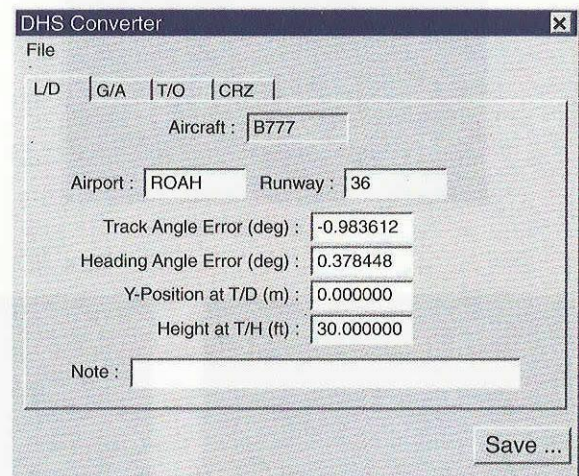 DHS Converter
File
L/D G/A T/O CRZ
Aircraft : B777
Airport : ROAH Runway : 36
Track Angle Error (deg) : -0.983612
Heading Angle Error (deg) : 0.378448
Y-Position at T/D (m) : 0.000000
Height at T/H (ft) : 30.000000
Note :
Save ...